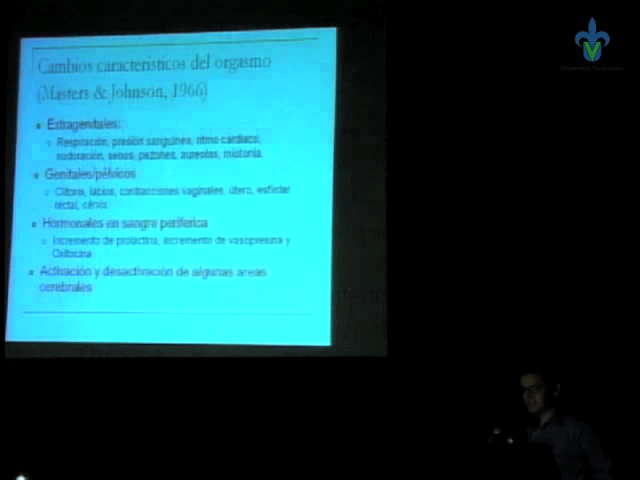 Cambios característicos del orgasmo
(Masters & Johnson, 1966)
Extragenitales:
Respiración, presión sanguínea, ritmo cardiaco,
sudoración, senos, pezones, aureolas, miotonía.
Genitales/pélvicos
Clítoris, labios, contracciones vaginales, útero, esfínter
rectal, cérvix
Hormonales en sangre periférica
Incremento de prolactina, incremento de vasopresina y
Oxitocina
Activación y desactivación de algunas areas
cerebrales